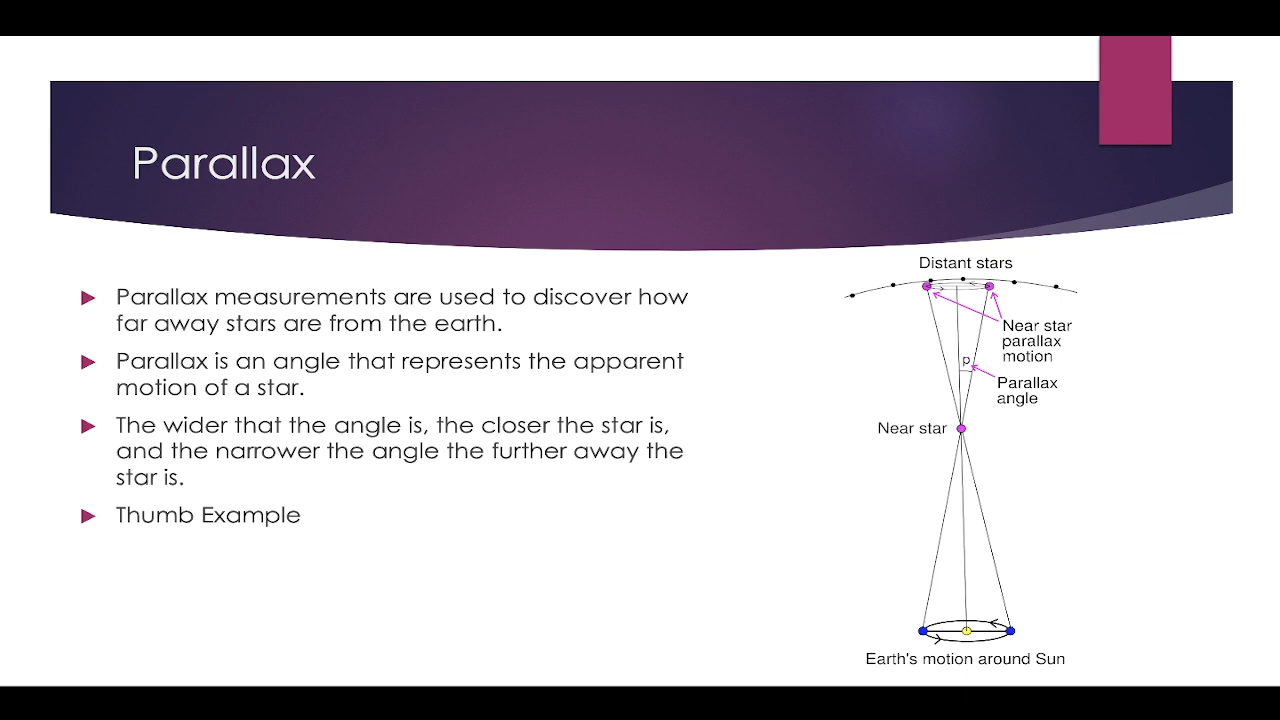 Parallax
Parallax measurements are used to discover how
far away stars are from the earth.
Parallax is an angle that represents the apparent
motion of a star.
The wider that the angle is, the closer the star is,
and the narrower the angle the further away the
star is.
Thumb Example
Distant stars
Near star
parallax
motion
p
Parallax
angle
Near star
Earth's motion around Sun